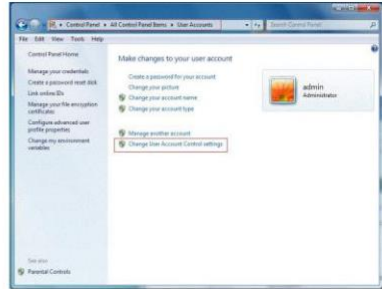 Control Panel ▸ All Control Panel Items ▸ User Accounts
Search Control Panel
File Edit View Tools Help
Control Panel Home
Manage your credentials
Create a password reset disk
Link online IDs
Manage your file encryption
certificates
Configure advanced user
profile properties
Change my environment
variables
See also
Parental Controls
Make changes to your user account
Create a password for your account
Change your picture
Change your account name
Change your account type
Manage another account
Change User Account Control settings
admin
Administrator